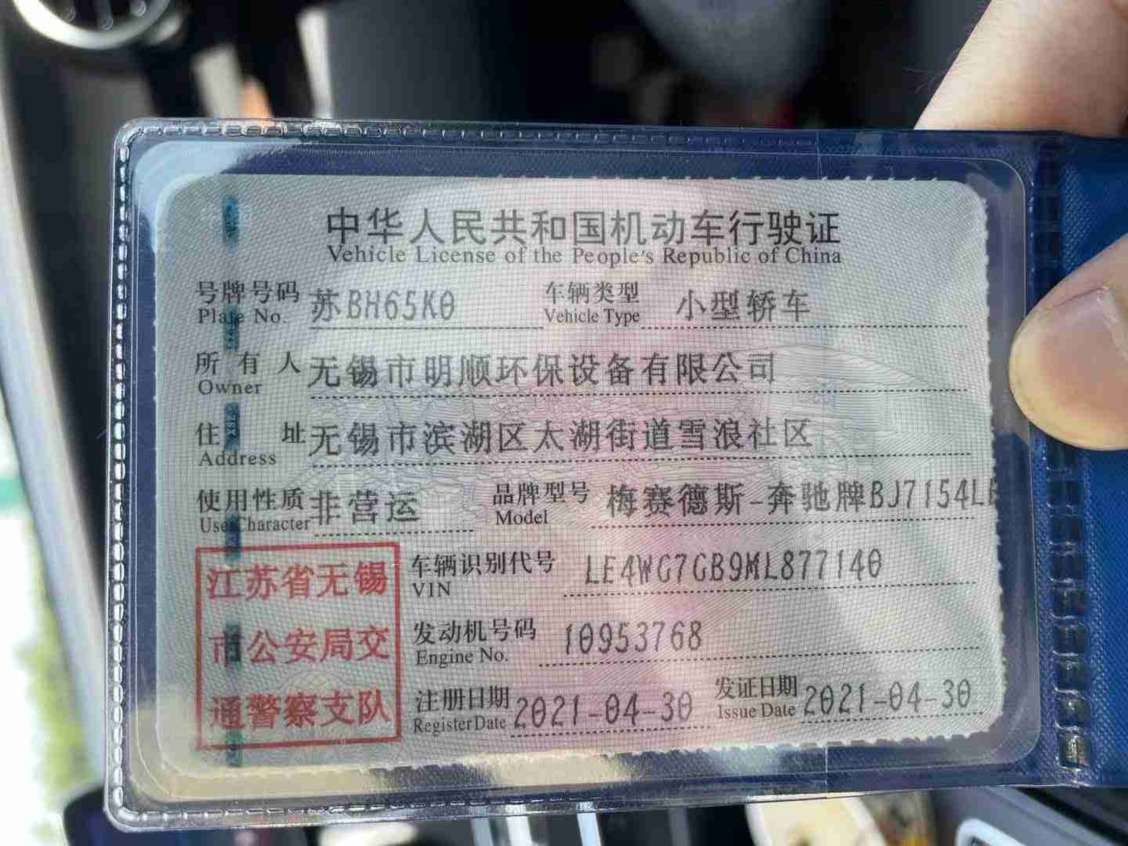 中华人民共和国机动车行驶证
Vehicle License of the People's Republic of China
号牌号码 苏BH65K0 车辆类型 小型轿车
Plate No. Vehicle Type
所有人 无锡市明顺环保设备有限公司
Owner
住址 无锡市滨湖区太湖街道雪浪社区
Address
使用性质 非营运 品牌型号 梅赛德斯-奔驰牌BJ7154L
Use Character Model
江苏省无锡
市公安局交
通警察支队
车辆识别代号 LE4WG7GB9ML877140
VIN
发动机号码 10953768
Engine No.
注册日期 2021-04-30 发证日期 2021-04-30
Register Date Issue Date